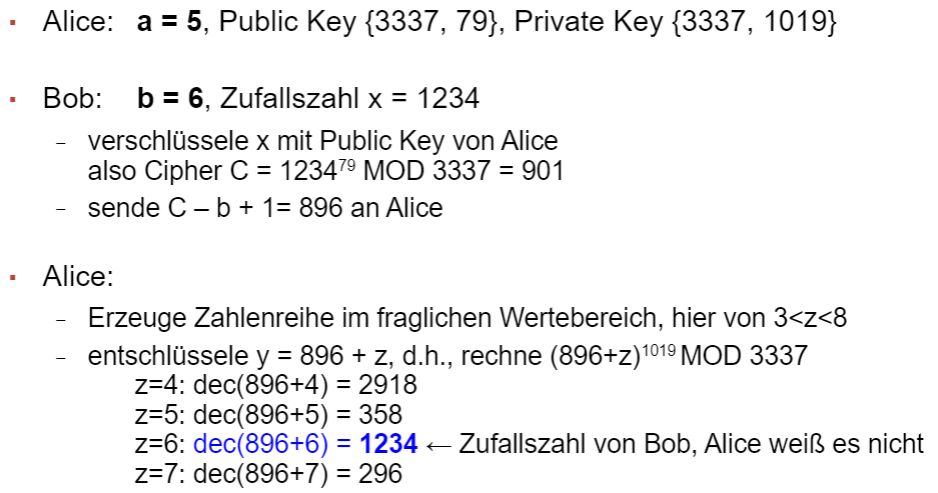 ▪ Alice: a = 5, Public Key {3337, 79}, Private Key {3337, 1019}
▪ Bob: b = 6, Zufallszahl x = 1234
– verschlüssele x mit Public Key von Alice
also Cipher C = 1234⁷⁹ MOD 3337 = 901
– sende C – b + 1= 896 an Alice
▪ Alice:
– Erzeuge Zahlenreihe im fraglichen Wertebereich, hier von 3<z<8
– entschlüssele y = 896 + z, d.h., rechne (896+z)¹⁰¹⁹ MOD 3337
z=4: dec(896+4) = 2918
z=5: dec(896+5) = 358
z=6: dec(896+6) = 1234 ← Zufallszahl von Bob, Alice weiß es nicht
z=7: dec(896+7) = 296